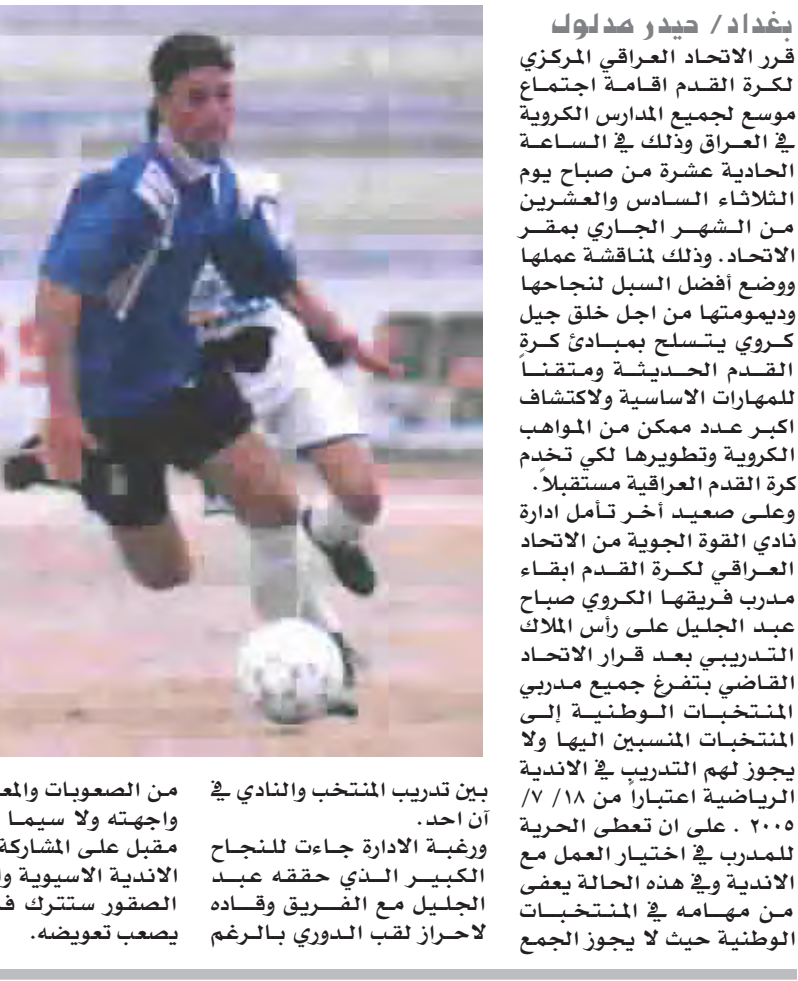 بغداد/ حيدر مدلول
قرر الاتحاد العراقي المركزي
لكرة القدم اقامة اجتماع
موسع لجميع المدارس الكروية
في العراق وذلك في الساعة
الحادية عشرة من صباح يوم
الثلاثاء السادس والعشرين
من الشهر الجاري بمقر
الاتحاد. وذلك لمناقشة عملها
ووضع أفضل السبل لنجاحها
وديمومتها من اجل خلق جيل
كروي يتسلح بمبادئ كرة
القدم الحديثة ومتقناً
للمهارات الاساسية ولاكتشاف
اكبر عدد ممكن من المواهب
الكروية وتطويرها لكي تخدم
كرة القدم العراقية مستقبلاً.
وعلى صعيد أخر تأمل ادارة
نادي القوة الجوية من الاتحاد
العراقي لكرة القدم ابقاء
مدرب فريقها الكروي صباح
عبد الجليل على رأس الملاك
التدريبي بعد قرار الاتحاد
القاضي بتفرغ جميع مدربي
المنتخبات الوطنية إلى
المنتخبات المنسبين اليها ولا
يجوز لهم التدريب في الاندية
الرياضية اعتباراً من ١٨/ ٧/
٢٠٠٥ . على ان تعطى الحرية
للمدرب في اختيار العمل مع
الاندية وفي هذه الحالة يعفى
من مهامه في المنتخبات
الوطنية حيث لا يجوز الجمع
بين تدريب المنتخب والنادي في
آن احد.
ورغبة الادارة جاءت للنجاح
الكبير الذي حققه عبد
الجليل مع الفريق وقاده
لاحراز لقب الدوري بالرغم
من الصعوبات والمع
واجهته ولا سيما
مقبل على المشاركة
الاندية الاسيوية وا
الصقور ستترك ف
يصعب تعويضه.